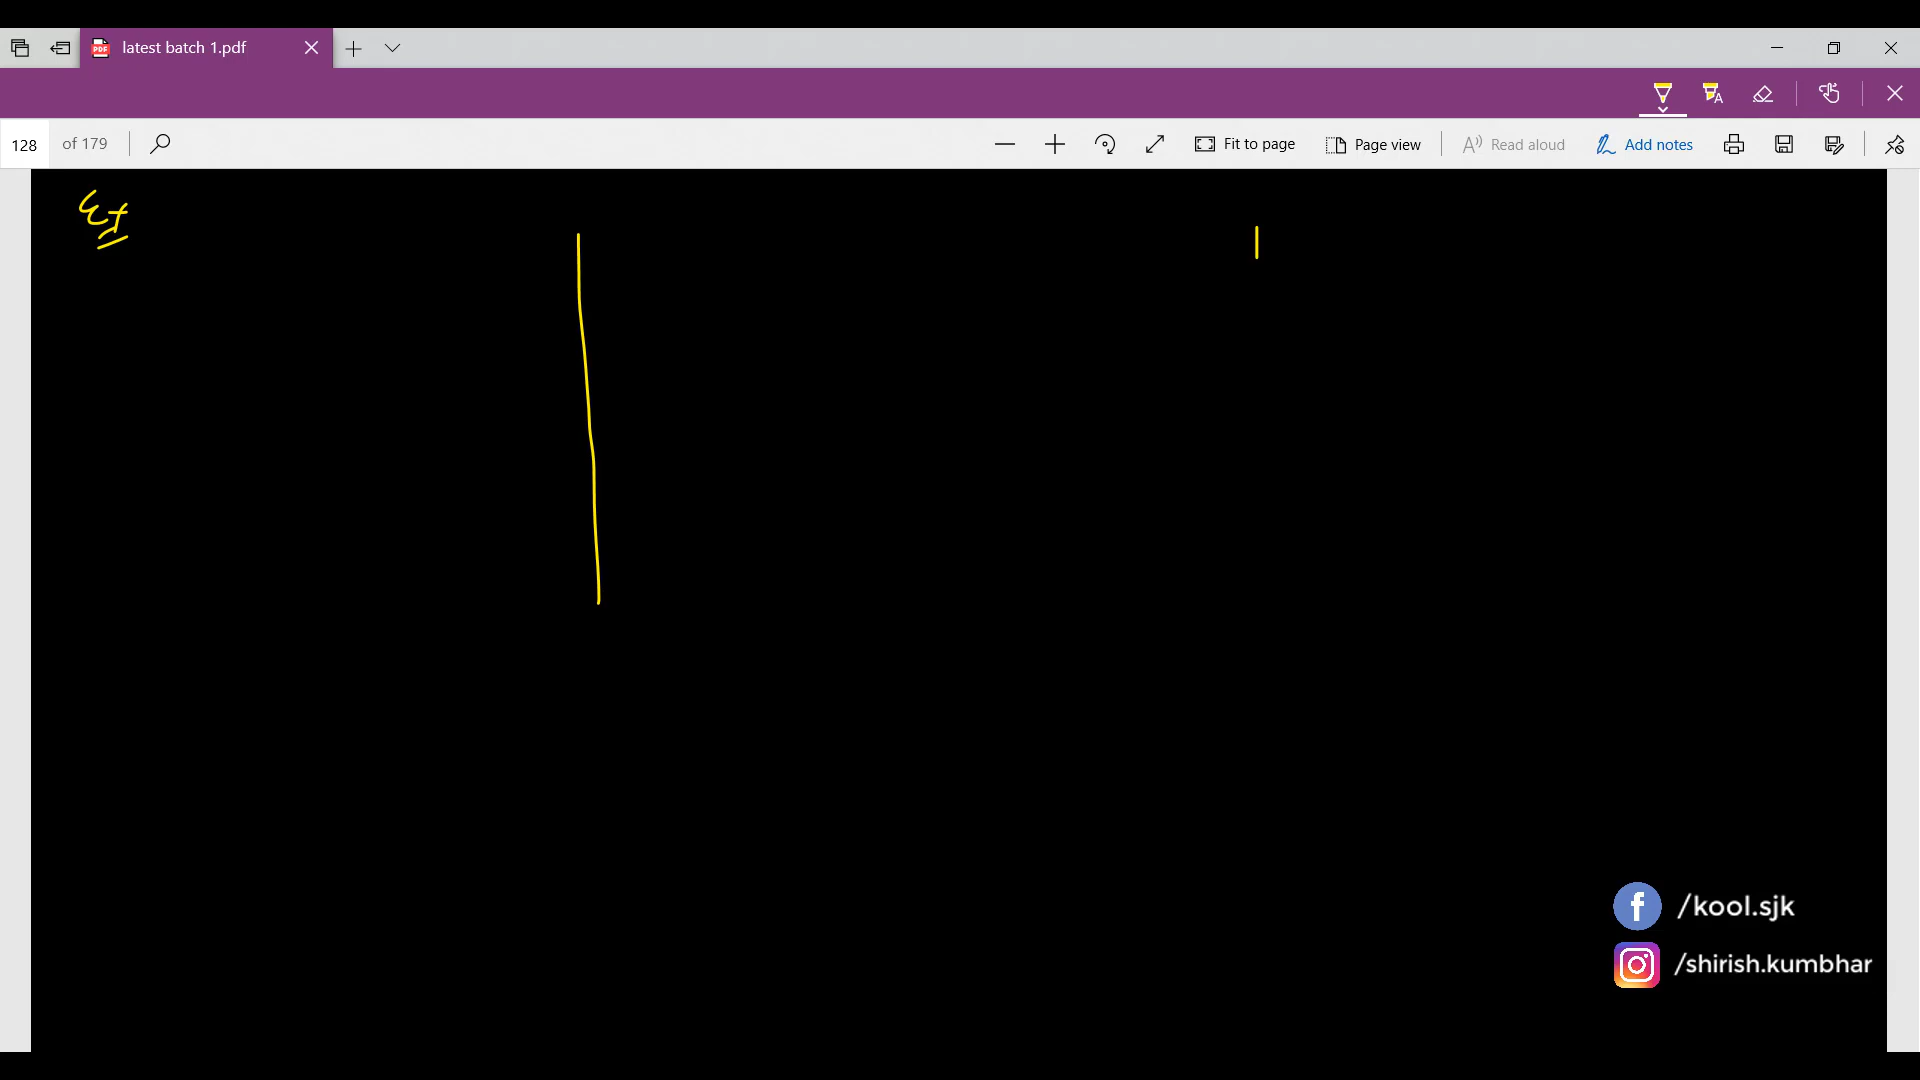 latest batch 1.pdf
128 of 179
Fit to page
Page view
Read aloud
Add notes
/kool.sjk
/shirish.kumbhar